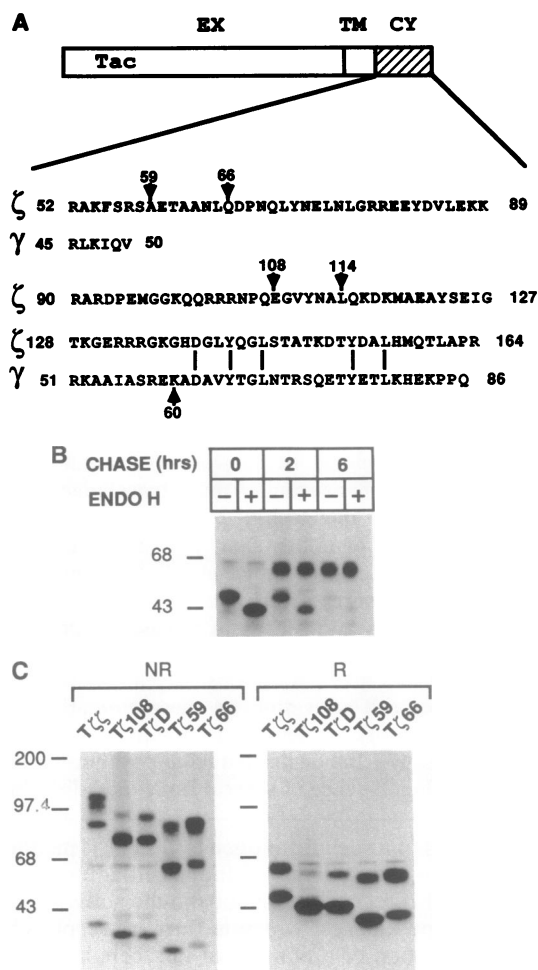 A
EX TM CY
Tac
59 66
ζ 52 RAKFSRSAETAANLQDPNQLYNELNLGRREEYDVLEKK 89
γ 45 RLKIQV 50
108 114
ζ 90 RARDPEMGGKQQRRRNPQEGVYNALQKDKMAEAYSEIG 127
ζ 128 TKGERRRGKGHDGLYQGLSTATKDTYDALHMQTLAPR 164
γ 51 RKAAIASREKADAVYTGLNTRSQETYETLKHEKPPQ 86
60
B
CHASE (hrs) 0 2 6
ENDO H − + − + − +
68
43
C
NR R
Tζζ Tζ108 TζD Tζ59 Tζ66 Tζζ Tζ108 TζD Tζ59 Tζ66
200
97.4
68
43